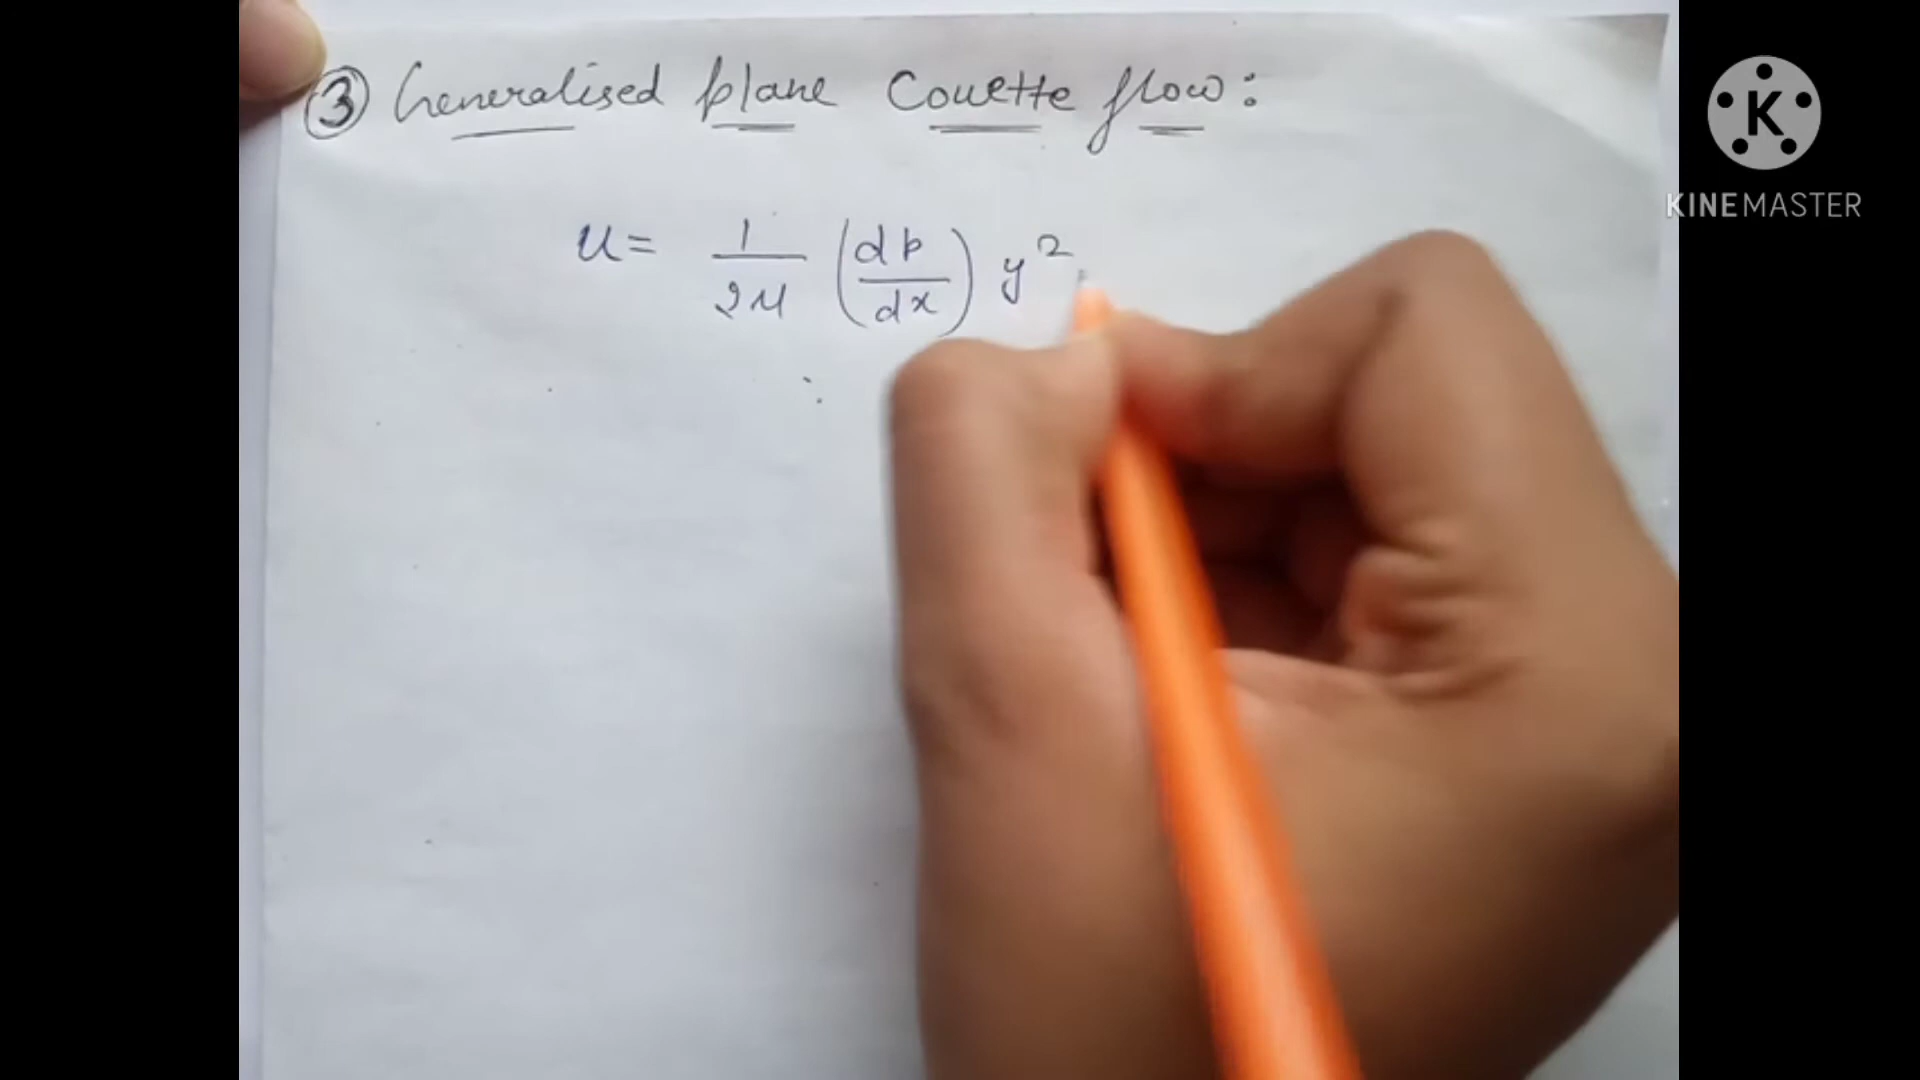 ③ Generalised plane Couette flow:
u = 1/2μ (dp/dx) y²
K
KINEMASTER